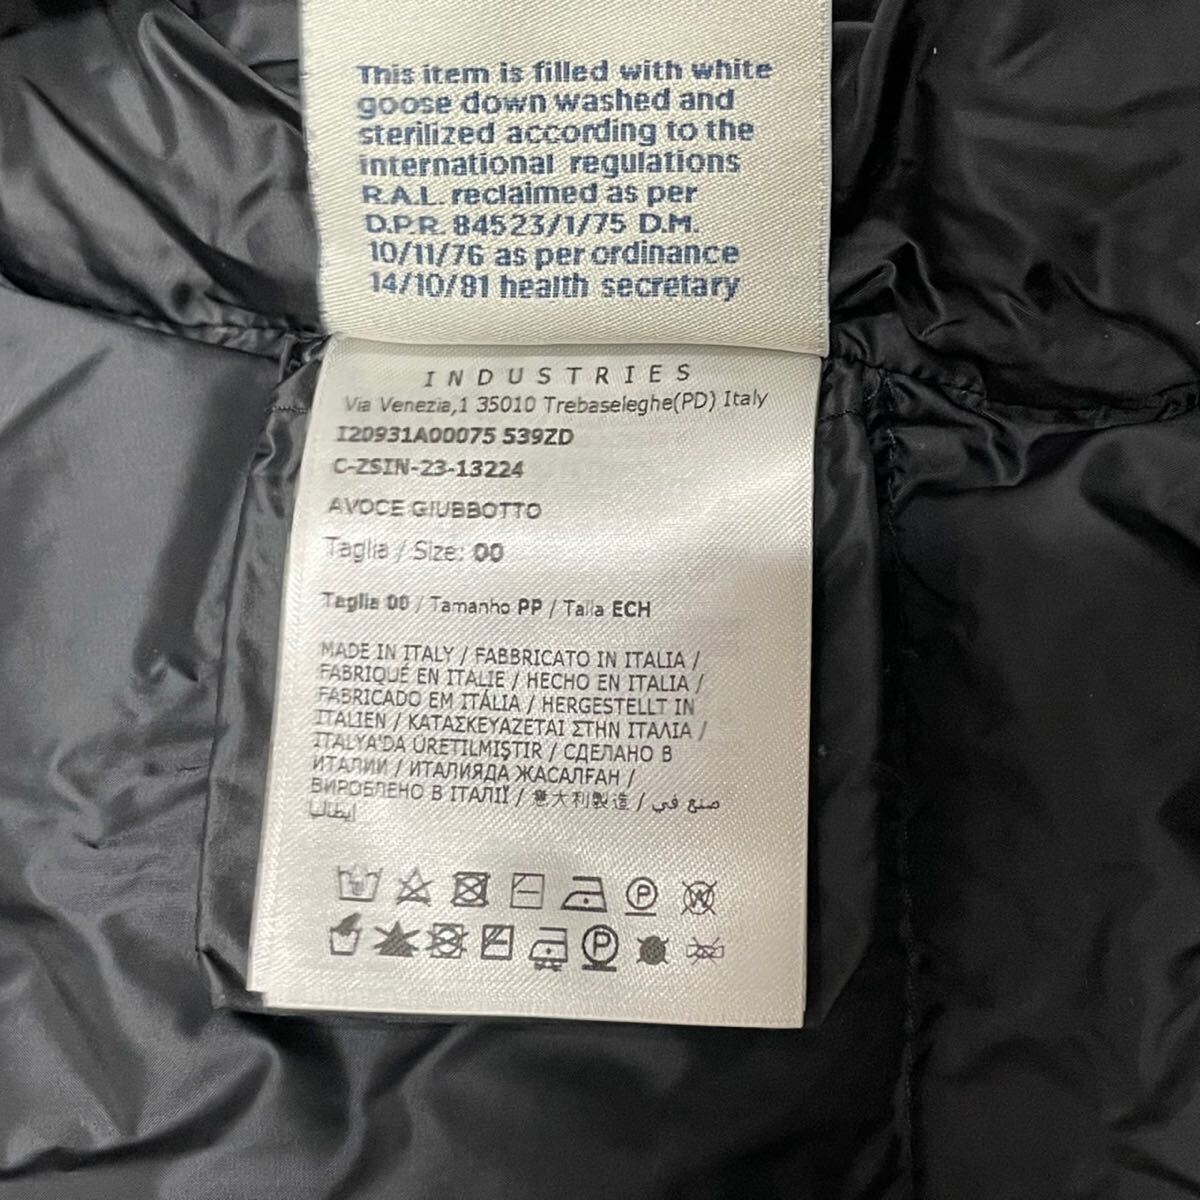 This item is filled with white
goose down washed and
sterilized according to the
international regulations
R.A.L. reclaimed as per
D.P.R. 84523/1/75 D.M.
10/11/76 as per ordinance
14/10/81 health secretary
INDUSTRIES
Via Venezia,1 35010 Trebaseleghe(PD) Italy
I20931A00075 539ZD
C-ZSIN-23-13224
AVOCE GIUBBOTTO
Taglia / Size: 00
Taglia 00 / Tamanho PP / Talla ECH
MADE IN ITALY / FABBRICATO IN ITALIA /
FABRIQUÉ EN ITALIE / HECHO EN ITALIA /
FABRICADO EM ITÁLIA / HERGESTELLT IN
ITALIEN / ΚΑΤΑΣΚΕΥΑΖΕΤΑΙ ΣΤΗΝ ΙΤΑΛΙΑ /
ITALYA'DA ÜRETILMIŞTIR / СДЕЛАНО В
ИТАЛИИ / ИТАЛИЯДА ЖАСАЛҒАН /
ВИРОБЛЕНО В ІТАЛІЇ / 意大利製造 / صنع في
إيطاليا
P W
P